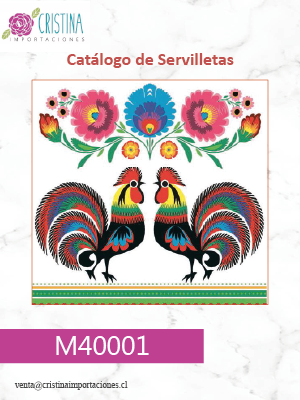 CRISTINA
IMPORTACIONES
Catálogo de Servilletas
M40001
venta@cristinaimportaciones.cl